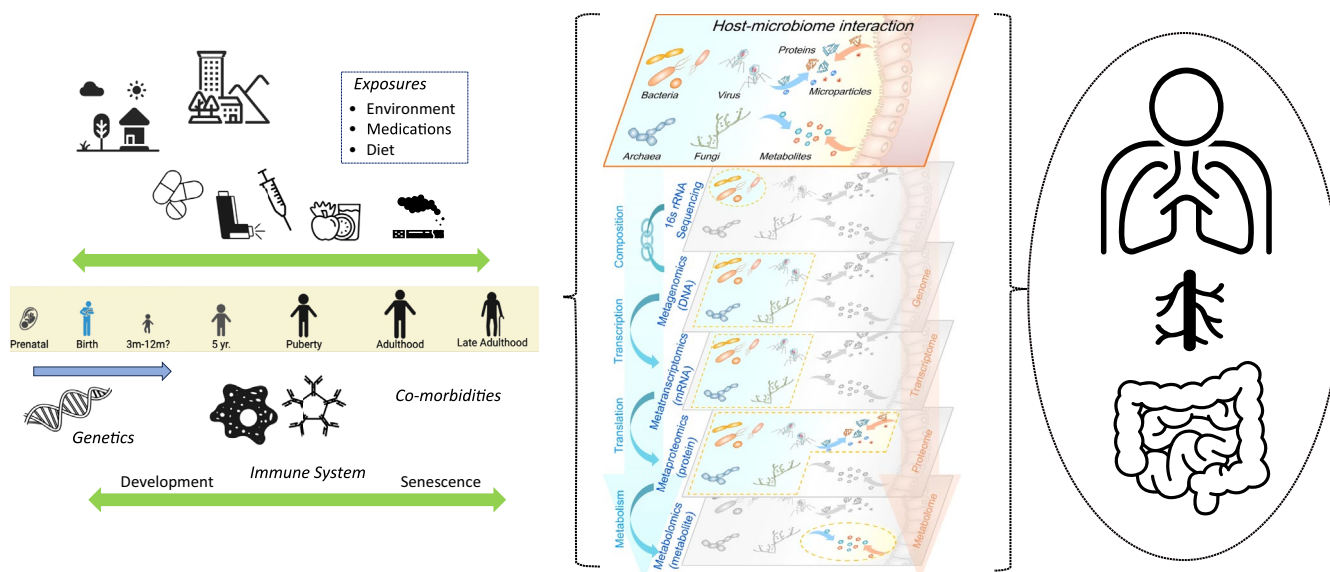 Exposures
• Environment
• Medications
• Diet
Prenatal
Birth
3m-12m?
5 yr.
Puberty
Adulthood
Late Adulthood
Genetics
Co-morbidities
Immune System
Development
Senescence
Host-microbiome interaction
Proteins
Bacteria
Virus
Microparticles
Archaea
Fungi
Metabolites
Composition
16s rRNA
Sequencing
Transcription
Metagenomics
(DNA)
Genome
Translation
Metatranscriptomics
(mRNA)
Transcriptome
Metaproteomics
(protein)
Proteome
Metabolism
Metabolomics
(metabolite)
Metabolome